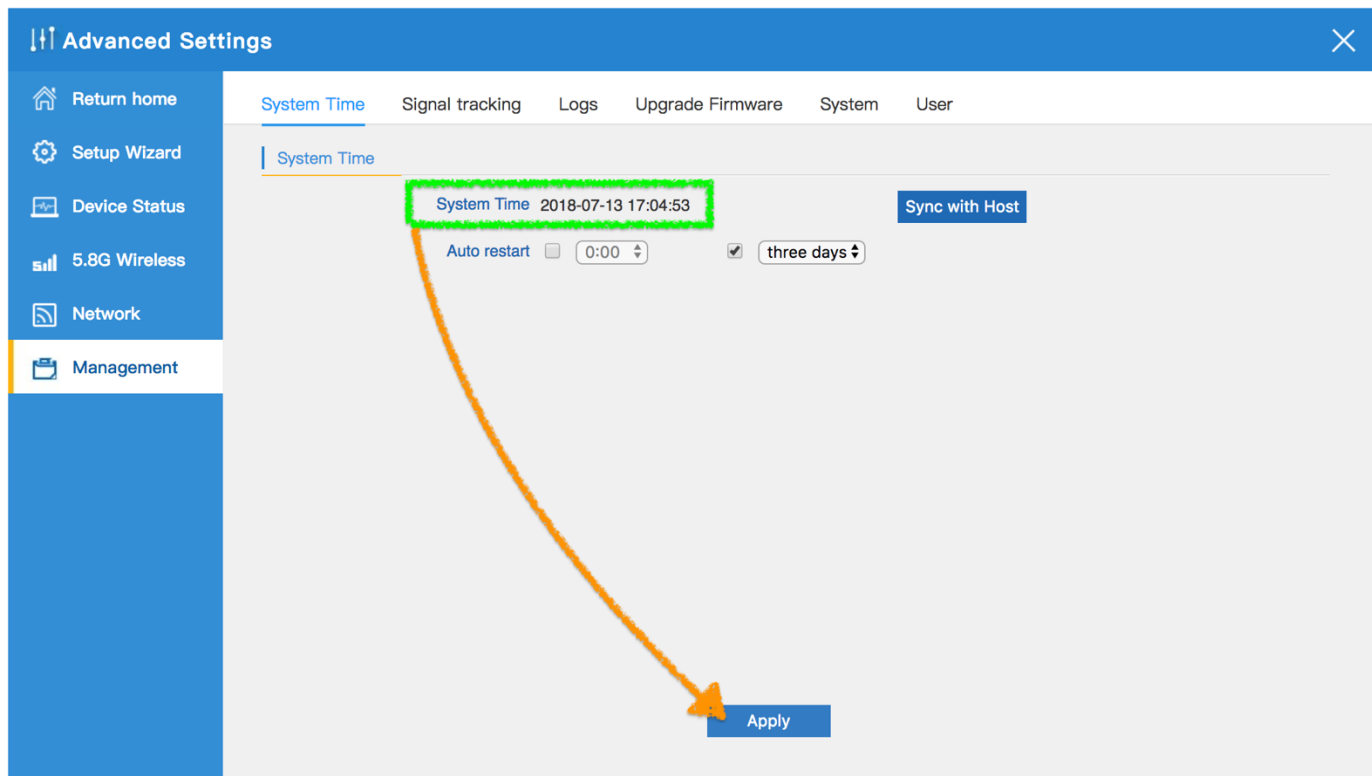 Advanced Settings
Return home
Setup Wizard
Device Status
5.8G Wireless
Network
Management
System Time Signal tracking Logs Upgrade Firmware System User
System Time
System Time 2018-07-13 17:04:53 Sync with Host
Auto restart 0:00 three days
Apply